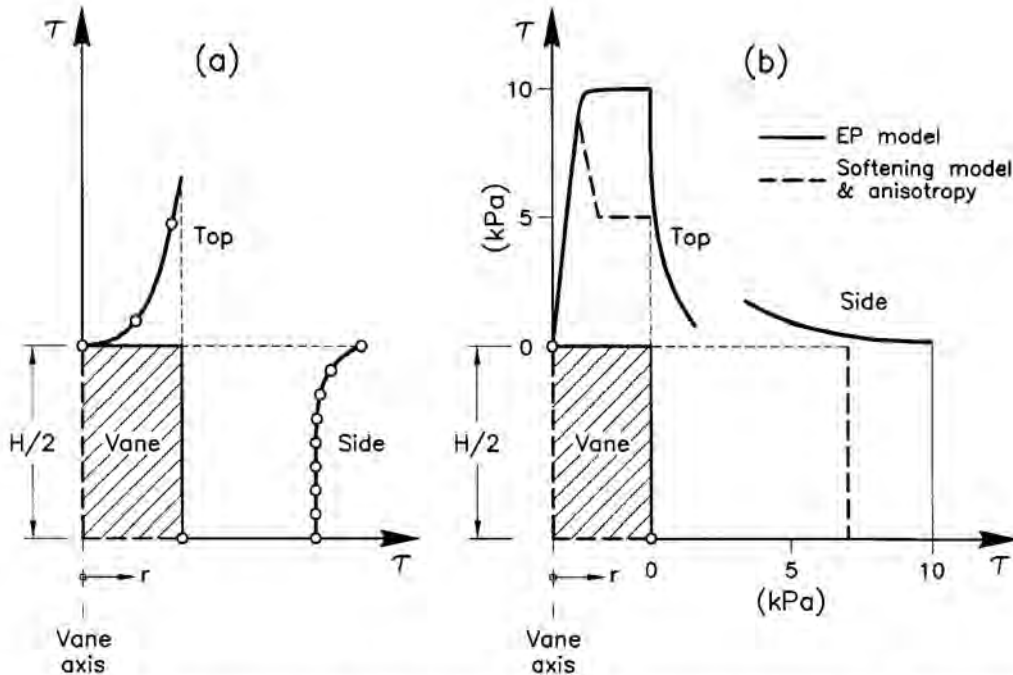 τ
(a)
Top
H/2
Vane
Side
τ
r
Vane
axis
τ
(b)
10
EP model
Softening model
& anisotropy
5
(kPa)
Top
Side
0
H/2
Vane
r
0
5
10
τ
(kPa)
Vane
axis